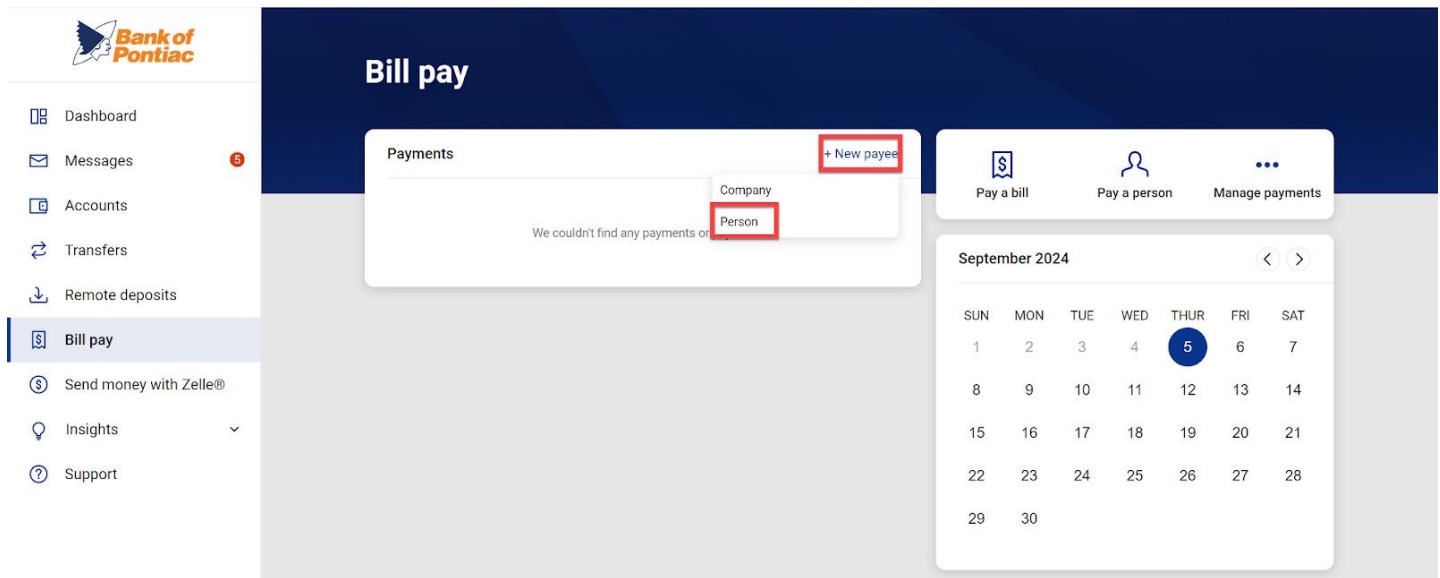 Bank of
Pontiac
Dashboard
Messages 5
Accounts
Transfers
Remote deposits
Bill pay
Send money with Zelle®
Insights
Support
Bill pay
Payments + New payee
Company
Person
We couldn't find any payments or
Pay a bill Pay a person Manage payments
September 2024
SUN MON TUE WED THUR FRI SAT
1 2 3 4 5 6 7
8 9 10 11 12 13 14
15 16 17 18 19 20 21
22 23 24 25 26 27 28
29 30